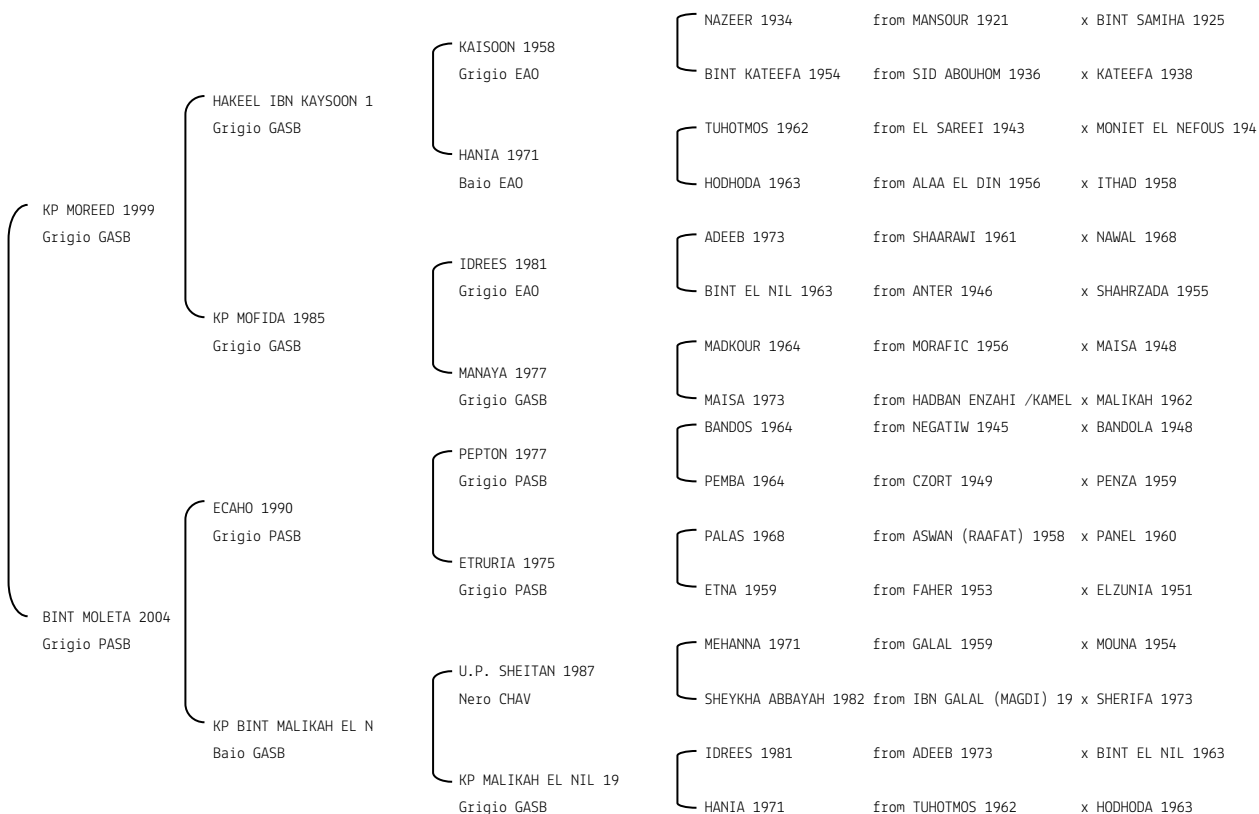 NAZEER 1934 from MANSOUR 1921 x BINT SAMIHA 1925
KAISOON 1958
Grigio EAO BINT KATEEFA 1954 from SID ABOUHOM 1936 x KATEEFA 1938
HAKEEL IBN KAYSOON 1
Grigio GASB TUHOTMOS 1962 from EL SAREEI 1943 x MONIET EL NEFOUS 194
HANIA 1971
Baio EAO HODHODA 1963 from ALAA EL DIN 1956 x ITHAD 1958
KP MOREED 1999
Grigio GASB ADEEB 1973 from SHAARAWI 1961 x NAWAL 1968
IDREES 1981
Grigio EAO BINT EL NIL 1963 from ANTER 1946 x SHAHRZADA 1955
KP MOFIDA 1985
Grigio GASB MADKOUR 1964 from MORAFIC 1956 x MAISA 1948
MANAYA 1977
Grigio GASB MAISA 1973 from HADBAN ENZAHI /KAMEL x MALIKAH 1962
BANDOS 1964 from NEGATIW 1945 x BANDOLA 1948
PEPTON 1977
Grigio PASB PEMBA 1964 from CZORT 1949 x PENZA 1959
ECAHO 1990
Grigio PASB PALAS 1968 from ASWAN (RAAFAT) 1958 x PANEL 1960
ETRURIA 1975
Grigio PASB ETNA 1959 from FAHER 1953 x ELZUNIA 1951
BINT MOLETA 2004
Grigio PASB MEHANNA 1971 from GALAL 1959 x MOUNA 1954
U.P. SHEITAN 1987
Nero CHAV SHEYKHA ABBAYAH 1982 from IBN GALAL (MAGDI) 19 x SHERIFA 1973
KP BINT MALIKAH EL N
Baio GASB IDREES 1981 from ADEEB 1973 x BINT EL NIL 1963
KP MALIKAH EL NIL 19
Grigio GASB HANIA 1971 from TUHOTMOS 1962 x HODHODA 1963